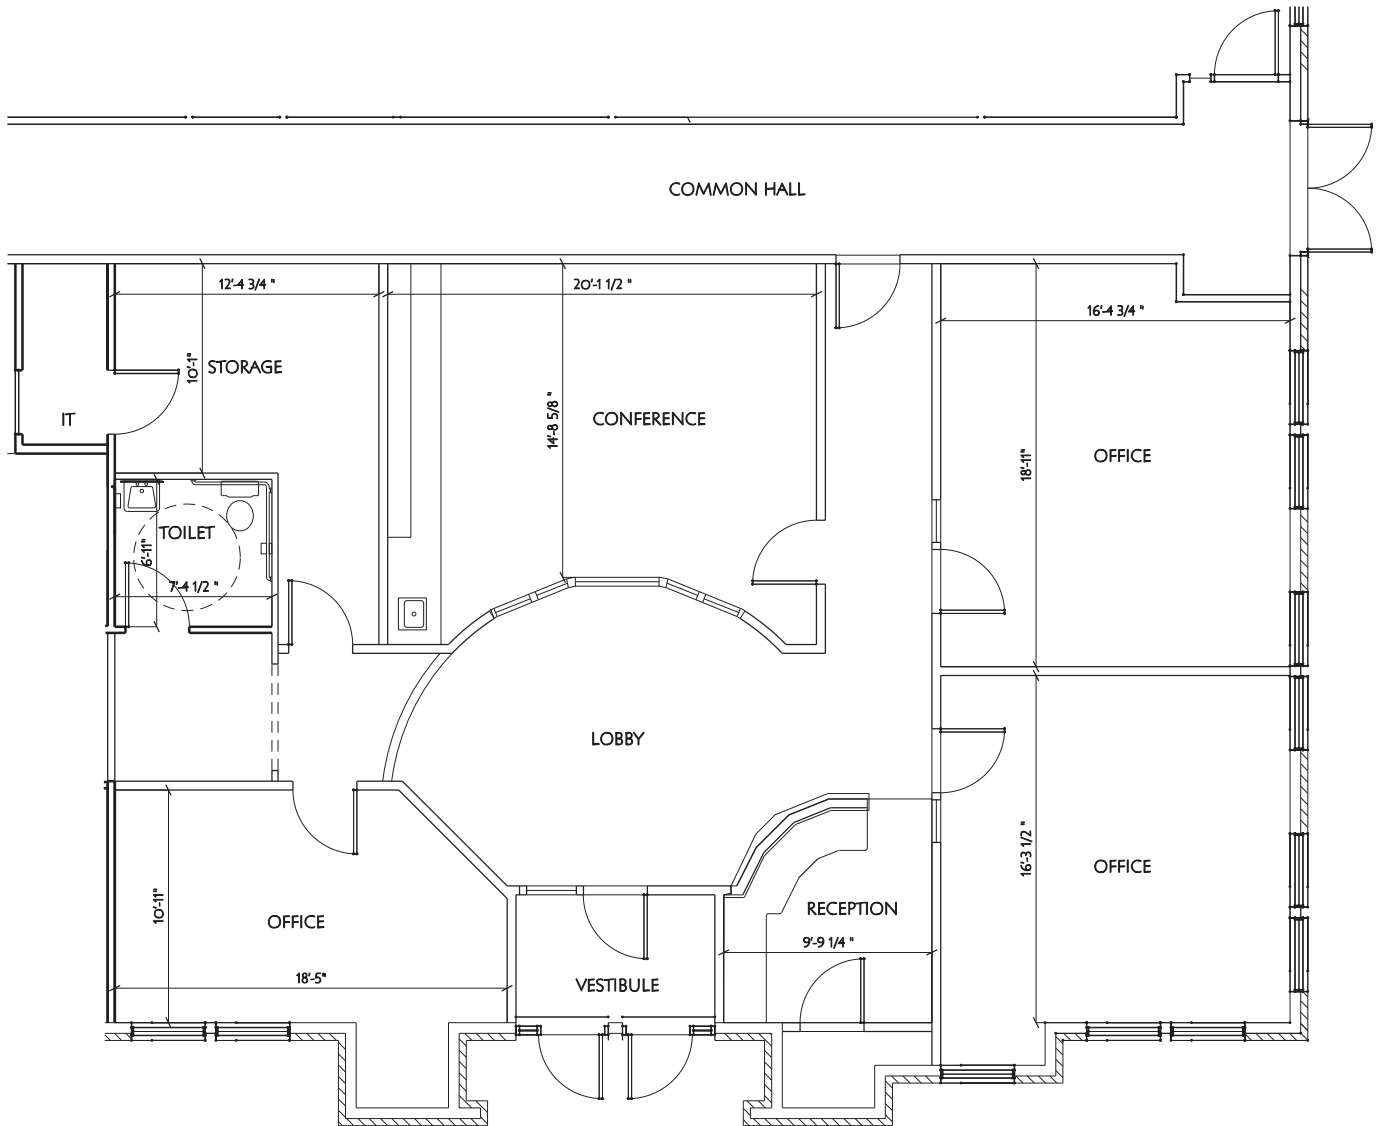 COMMON HALL
12'-4 3/4 "
20'-1 1/2 "
16'-4 3/4 "
10'-1"
STORAGE
IT
14'-8 5/8 "
CONFERENCE
18'-11"
OFFICE
TOILET
6'-11"
7'-4 1/2 "
LOBBY
16'-3 1/2 "
OFFICE
10'-11"
OFFICE
RECEPTION
9'-9 1/4 "
18'-5"
VESTIBULE